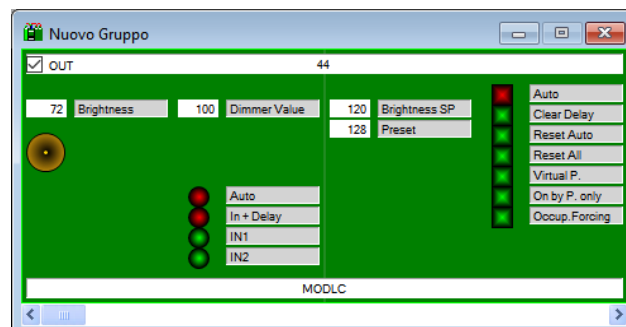 Nuovo Gruppo
OUT 44
72 Brightness 100 Dimmer Value 120 Brightness SP
128 Preset
Auto
Clear Delay
Reset Auto
Reset All
Virtual P.
On by P. only
Occup.Forcing
Auto
In + Delay
IN1
IN2
MODLC